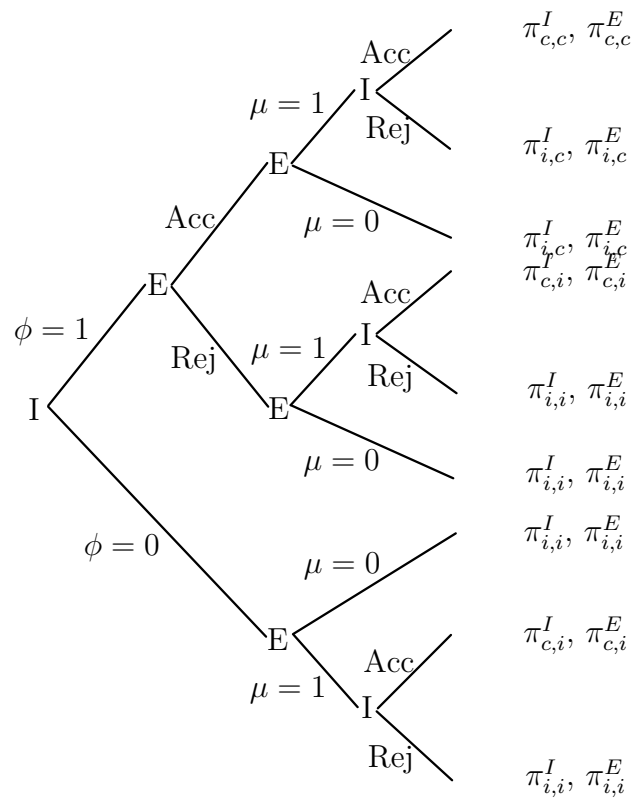 π^I_{c,c}, π^E_{c,c}
Acc
I
μ = 1
Rej
π^I_{i,c}, π^E_{i,c}
E
Acc
μ = 0
π^I_{i,c}, π^E_{i,c}
π^I_{c,i}, π^E_{c,i}
E
Acc
ϕ = 1
I
μ = 1
Rej
Rej
π^I_{i,i}, π^E_{i,i}
I
E
μ = 0
π^I_{i,i}, π^E_{i,i}
π^I_{i,i}, π^E_{i,i}
ϕ = 0
μ = 0
E
π^I_{c,i}, π^E_{c,i}
Acc
μ = 1
I
Rej
π^I_{i,i}, π^E_{i,i}